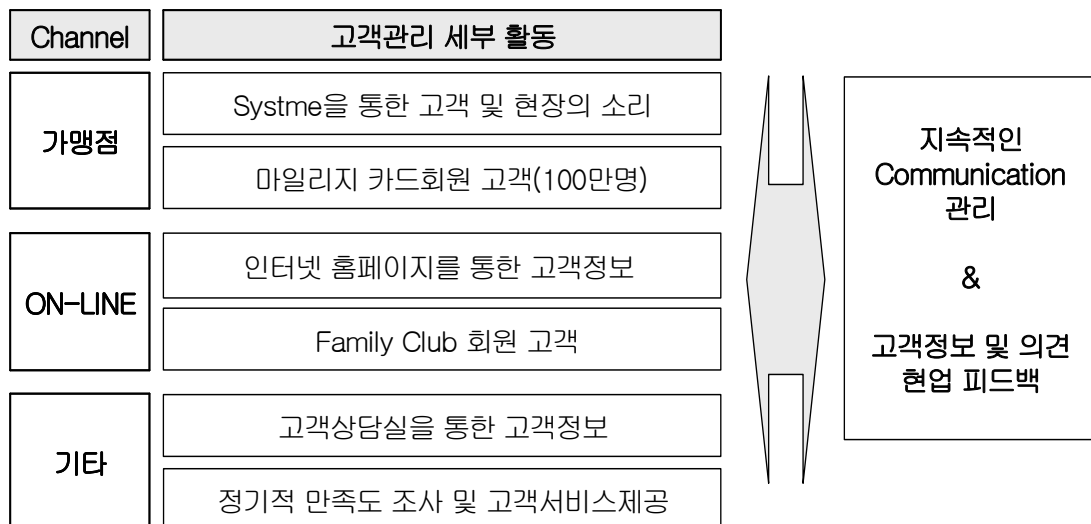 Channel
고객관리 세부 활동
가맹점
Systme을 통한 고객 및 현장의 소리
마일리지 카드회원 고객(100만명)
ON-LINE
인터넷 홈페이지를 통한 고객정보
Family Club 회원 고객
기타
고객상담실을 통한 고객정보
정기적 만족도 조사 및 고객서비스제공
지속적인
Communication
관리
&
고객정보 및 의견
현업 피드백